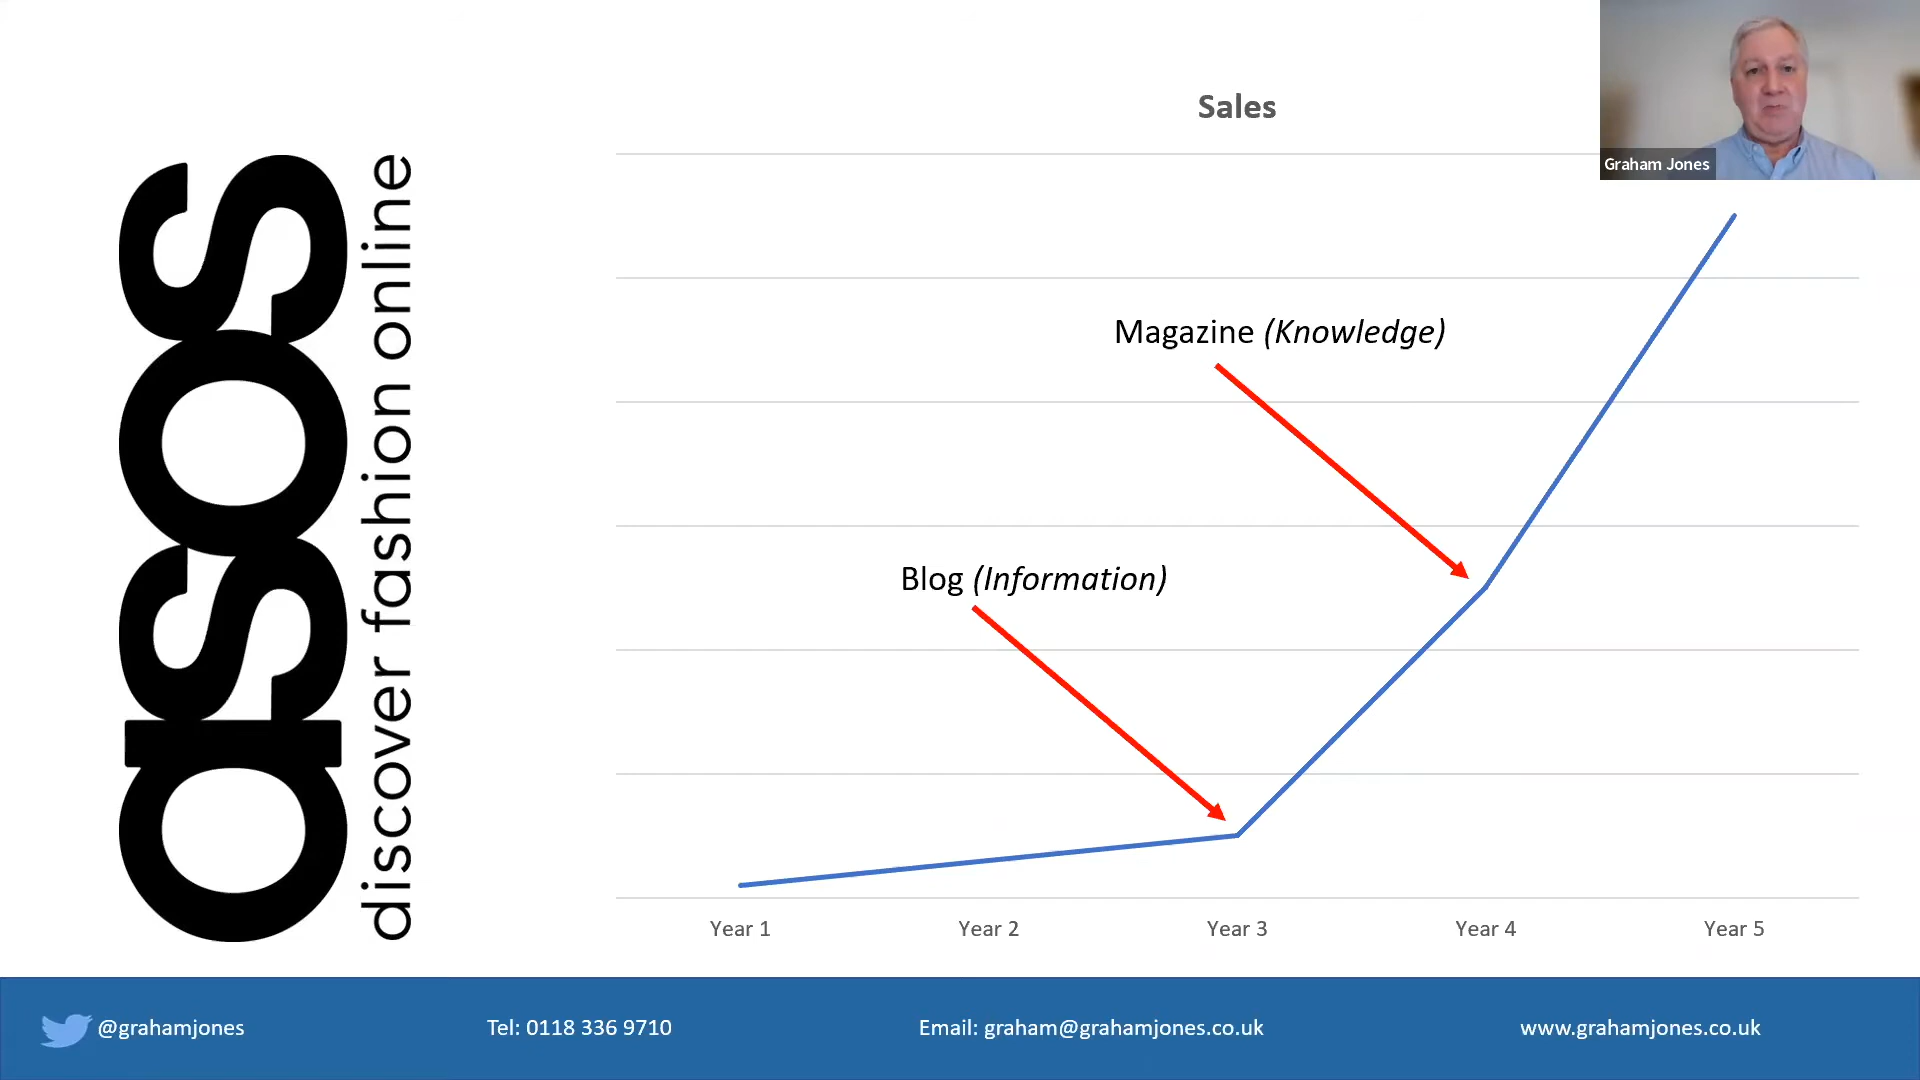 asos
discover fashion online
Sales
Graham Jones
Magazine (Knowledge)
Blog (Information)
Year 1 Year 2 Year 3 Year 4 Year 5
@grahamjones Tel: 0118 336 9710 Email: graham@grahamjones.co.uk www.grahamjones.co.uk